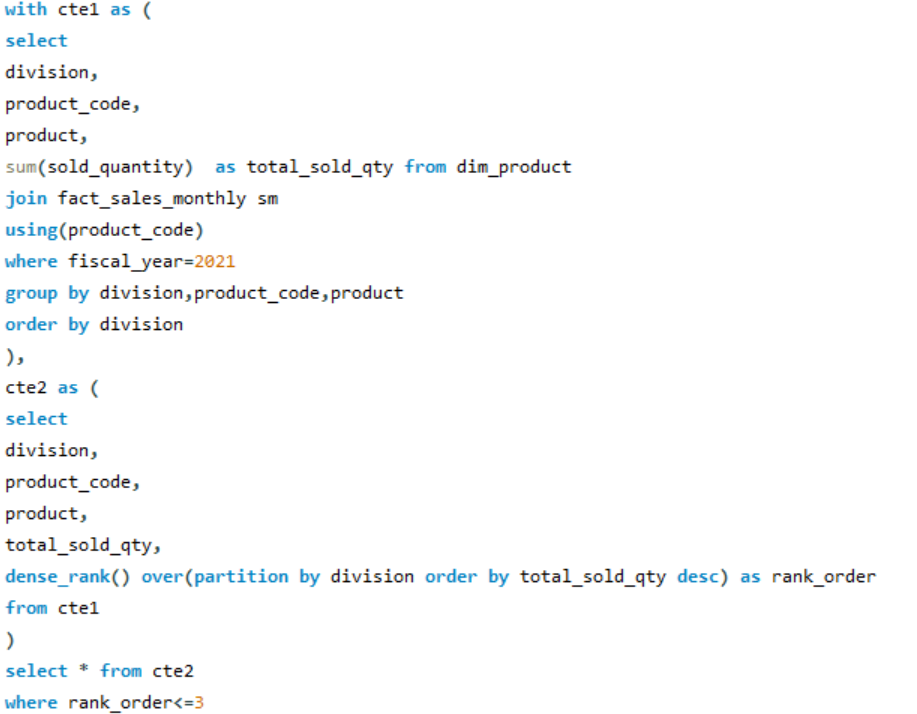 with cte1 as (
select
division,
product_code,
product,
sum(sold_quantity)  as total_sold_qty from dim_product
join fact_sales_monthly sm
using(product_code)
where fiscal_year=2021
group by division,product_code,product
order by division
),
cte2 as (
select
division,
product_code,
product,
total_sold_qty,
dense_rank() over(partition by division order by total_sold_qty desc) as rank_order
from cte1
)
select * from cte2
where rank_order<=3